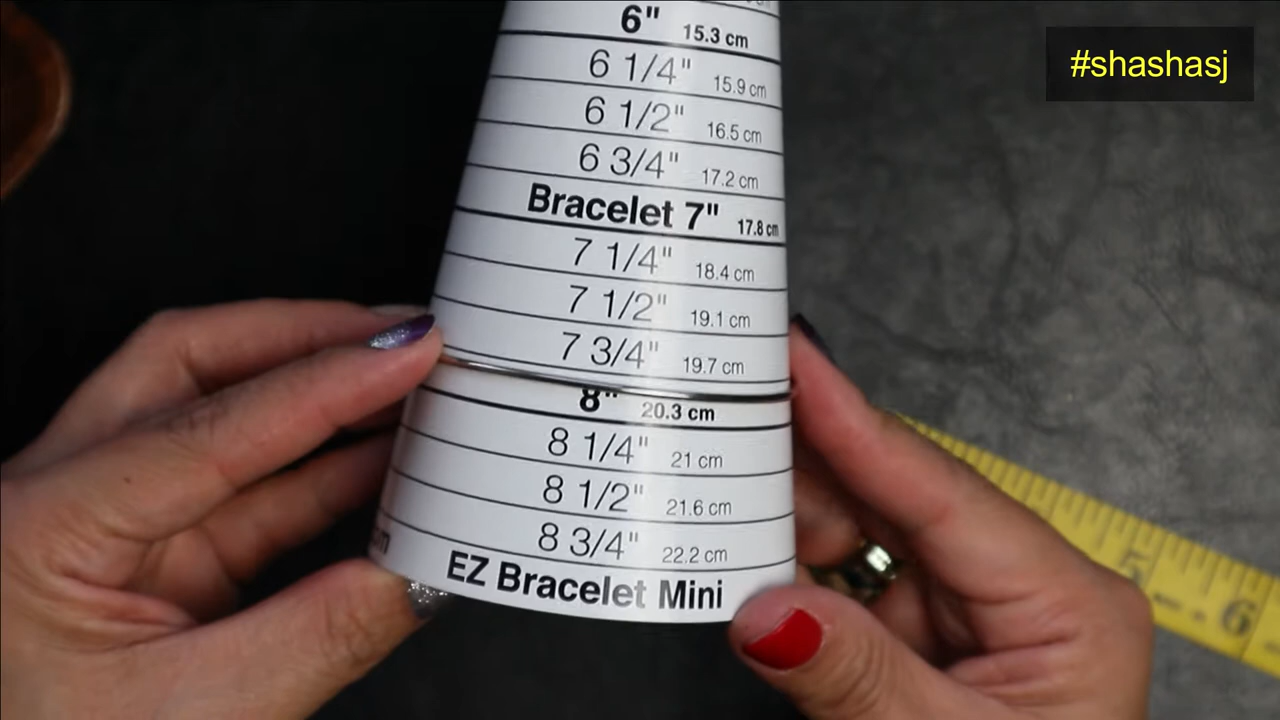 #shashasj
6" 15.3 cm
6 1/4" 15.9 cm
6 1/2" 16.5 cm
6 3/4" 17.2 cm
Bracelet 7" 17.8 cm
7 1/4" 18.4 cm
7 1/2" 19.1 cm
7 3/4" 19.7 cm
8" 20.3 cm
8 1/4" 21 cm
8 1/2" 21.6 cm
8 3/4" 22.2 cm
EZ Bracelet Mini
5
6